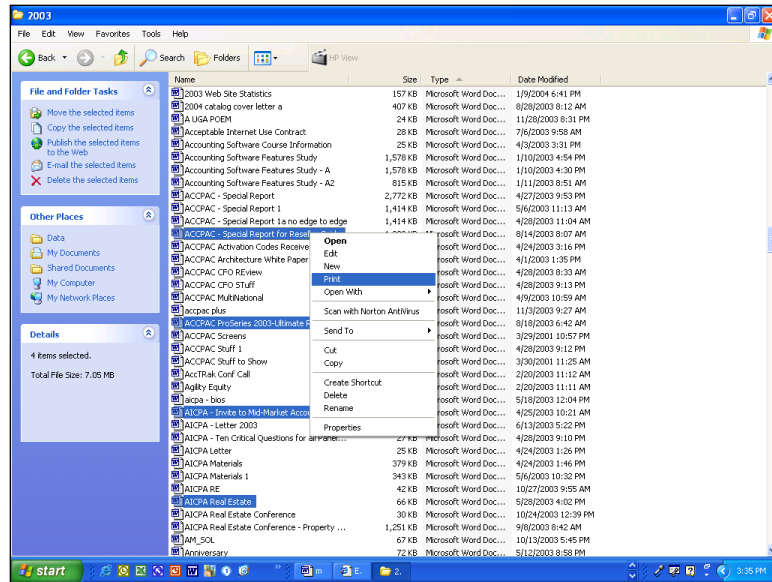 2003
File Edit View Favorites Tools Help
Back Search Folders HP View
Name Size Type Date Modified
File and Folder Tasks
Move the selected items
Copy the selected items
Publish the selected items
to the Web
E-mail the selected items
Delete the selected items
Other Places
Data
My Documents
Shared Documents
My Computer
My Network Places
Details
4 items selected.
Total File Size: 7.05 MB
2003 Web Site Statistics 157 KB Microsoft Word Doc... 1/9/2004 6:41 PM
2004 catalog cover letter a 407 KB Microsoft Word Doc... 8/28/2003 8:12 AM
A UGA POEM 24 KB Microsoft Word Doc... 11/28/2003 8:31 PM
Acceptable Internet Use Contract 28 KB Microsoft Word Doc... 7/6/2003 9:58 AM
Accounting Software Course Information 25 KB Microsoft Word Doc... 4/3/2003 3:31 PM
Accounting Software Features Study 1,578 KB Microsoft Word Doc... 1/10/2003 4:54 PM
Accounting Software Features Study - A 1,578 KB Microsoft Word Doc... 1/10/2003 4:30 PM
Accounting Software Features Study - A2 815 KB Microsoft Word Doc... 1/11/2003 8:51 AM
ACCPAC - Special Report 2,772 KB Microsoft Word Doc... 4/27/2003 9:53 PM
ACCPAC - Special Report 1 1,414 KB Microsoft Word Doc... 5/6/2003 11:13 AM
ACCPAC - Special Report 1a no edge to edge 1,414 KB Microsoft Word Doc... 4/28/2003 11:04 AM
ACCPAC - Special Report for rosoft Word Doc... 8/14/2003 8:07 AM
ACCPAC Activation Codes Receive rosoft Word Doc... 4/24/2003 3:16 PM
ACCPAC Architecture White Paper rosoft Word Doc... 4/1/2003 1:35 PM
ACCPAC CFO REview rosoft Word Doc... 4/28/2003 8:33 AM
ACCPAC CFO STuff rosoft Word Doc... 4/28/2003 9:13 PM
ACCPAC MultiNational rosoft Word Doc... 4/9/2003 10:59 AM
accpac plus rosoft Word Doc... 11/3/2003 9:27 AM
ACCPAC ProSeries 2003-Ultimate rosoft Word Doc... 8/18/2003 6:42 AM
ACCPAC Screens rosoft Word Doc... 3/29/2001 10:57 PM
ACCPAC Stuff 1 rosoft Word Doc... 4/28/2003 9:12 PM
ACCPAC Stuff to Show rosoft Word Doc... 3/30/2001 11:25 AM
AccTRak Conf Call rosoft Word Doc... 2/20/2003 11:12 AM
Agility Equity rosoft Word Doc... 2/20/2003 11:11 AM
aicpa - bios rosoft Word Doc... 5/18/2003 12:04 PM
AICPA - Invite to Mid-Market Accou rosoft Word Doc... 4/25/2003 10:21 AM
AICPA - Letter 2003 rosoft Word Doc... 6/13/2003 5:22 PM
AICPA - Ten Critical Questions for all Panel... 27 KB Microsoft Word Doc... 4/28/2003 9:10 PM
AICPA Letter 25 KB Microsoft Word Doc... 4/24/2003 1:26 PM
AICPA Materials 379 KB Microsoft Word Doc... 4/24/2003 1:46 PM
AICPA Materials 1 343 KB Microsoft Word Doc... 5/6/2003 10:32 PM
AICPA RE 42 KB Microsoft Word Doc... 10/27/2003 9:55 AM
AICPA Real Estate 66 KB Microsoft Word Doc... 5/28/2003 4:02 PM
AICPA Real Estate Conference 30 KB Microsoft Word Doc... 10/24/2003 12:39 PM
AICPA Real Estate Conference - Property ... 1,251 KB Microsoft Word Doc... 9/8/2003 8:42 AM
AM_SOL 67 KB Microsoft Word Doc... 10/13/2003 5:45 PM
Anniversary 72 KB Microsoft Word Doc... 5/12/2003 8:58 PM
Open
Edit
New
Print
Open With
Scan with Norton AntiVirus
Send To
Cut
Copy
Create Shortcut
Delete
Rename
Properties
start m E. 2. 3:35 PM